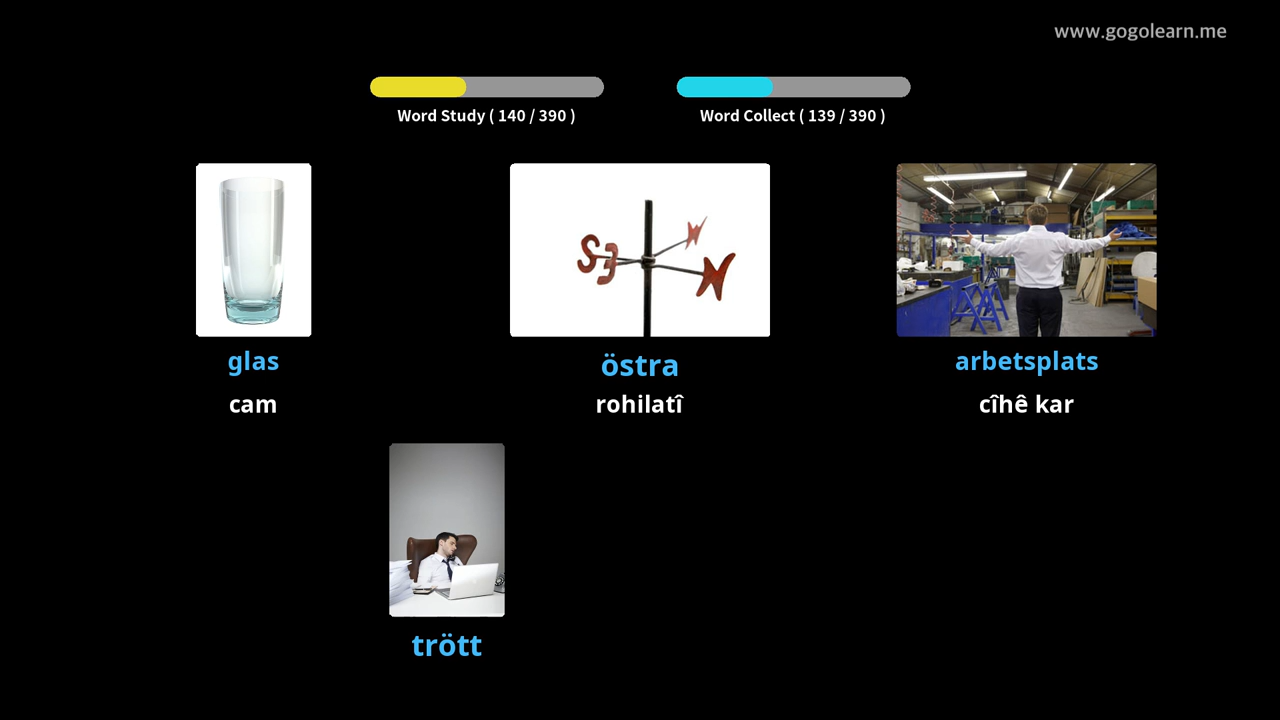 www.gogolearn.me
Word Study ( 140 / 390 )
Word Collect ( 139 / 390 )
S
E
W
N
glas
östra
arbetsplats
cam
rohilatî
cîhê kar
trött